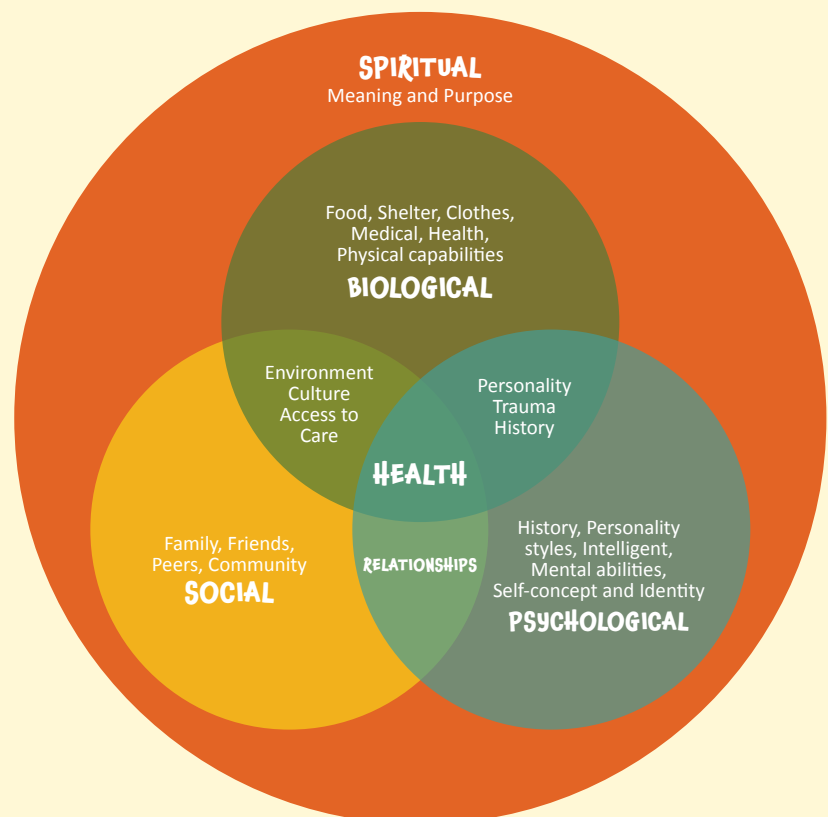 SPIRITUAL
Meaning and Purpose
Food, Shelter, Clothes,
Medical, Health,
Physical capabilities
BIOLOGICAL
Environment
Culture
Access to
Care
Personality
Trauma
History
HEALTH
Family, Friends,
Peers, Community
SOCIAL
RELATIONSHIPS
History, Personality
styles, Intelligent,
Mental abilities,
Self-concept and Identity
PSYCHOLOGICAL